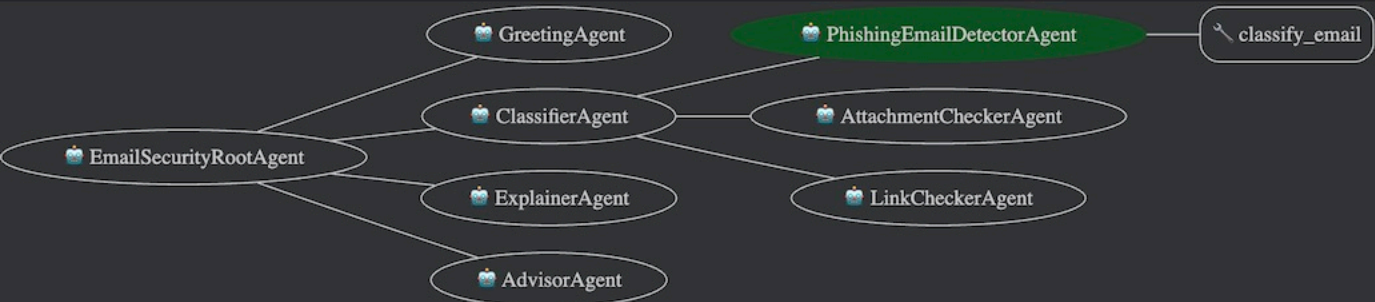 GreetingAgent
PhishingEmailDetectorAgent
classify_email
ClassifierAgent
AttachmentCheckerAgent
EmailSecurityRootAgent
ExplainerAgent
LinkCheckerAgent
AdvisorAgent